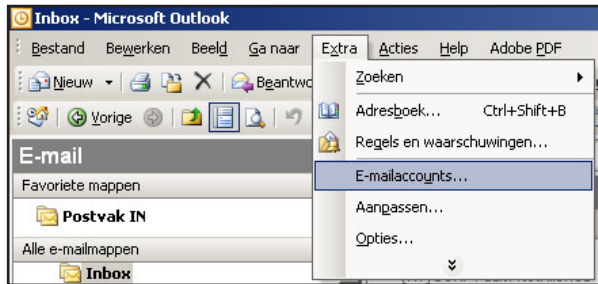 Inbox - Microsoft Outlook
Bestand Bewerken Beeld Ga naar Extra Acties Help Adobe PDF
Nieuw Beantwo
Zoeken
Vorige
Adresboek... Ctrl+Shift+B
Regels en waarschuwingen...
E-mail
E-mailaccounts...
Favoriete mappen
Aanpassen...
Postvak IN
Opties...
Alle e-mailmappen
Inbox